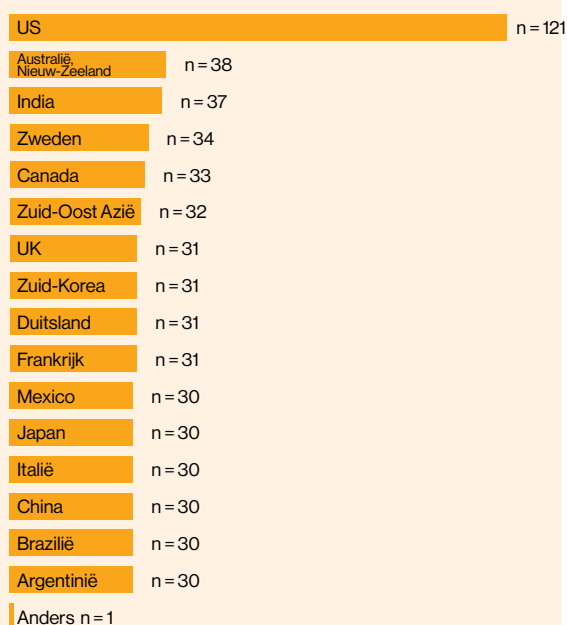 US n = 121
Australië,
Nieuw-Zeeland n = 38
India n = 37
Zweden n = 34
Canada n = 33
Zuid-Oost Azië n = 32
UK n = 31
Zuid-Korea n = 31
Duitsland n = 31
Frankrijk n = 31
Mexico n = 30
Japan n = 30
Italië n = 30
China n = 30
Brazilië n = 30
Argentinië n = 30
Anders n = 1